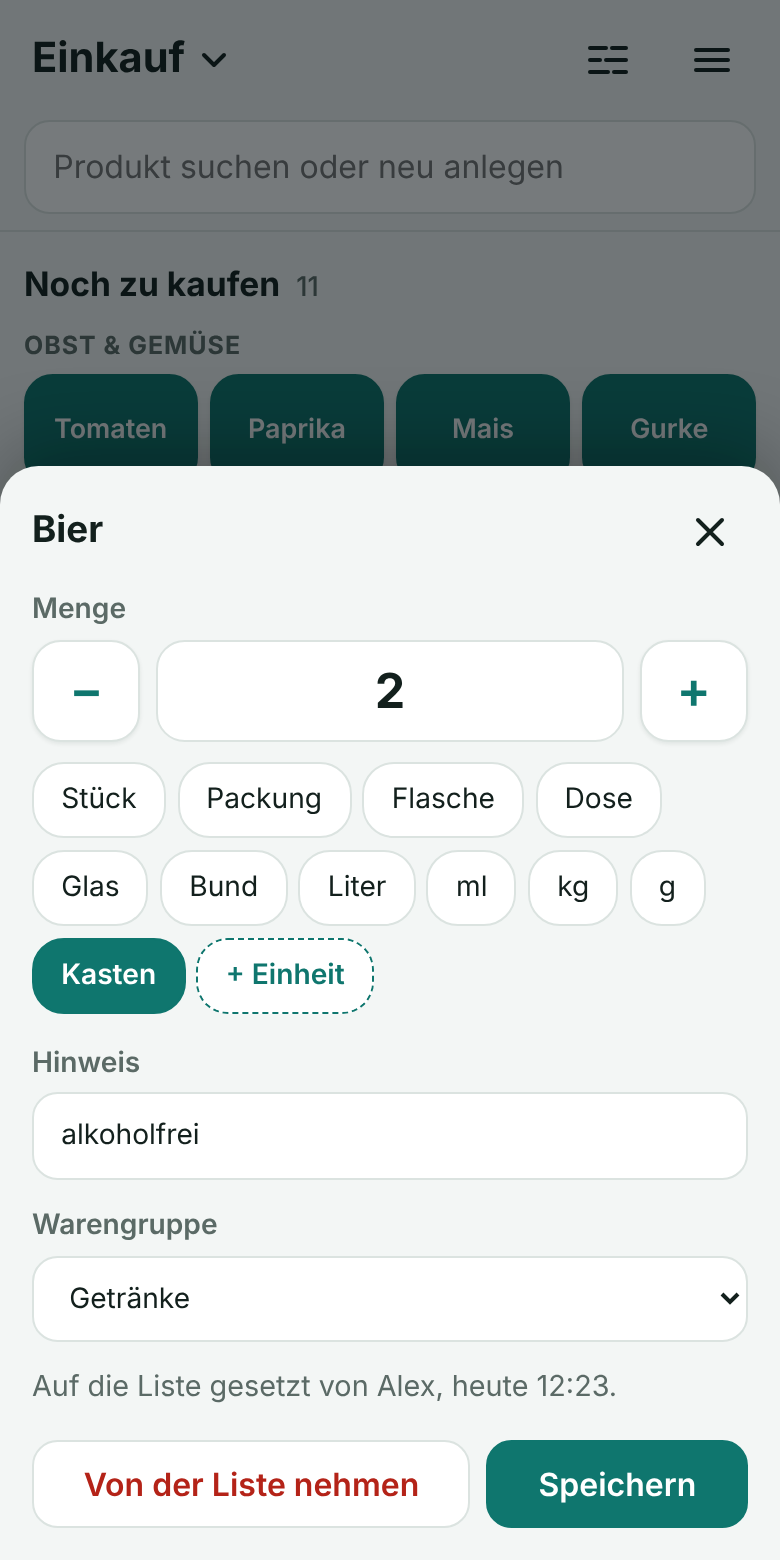 Einkauf
Produkt suchen oder neu anlegen
Noch zu kaufen 11
OBST & GEMÜSE
Tomaten Paprika Mais Gurke
Bier
Menge
− 2 +
Stück Packung Flasche Dose
Glas Bund Liter ml kg g
Kasten + Einheit
Hinweis
alkoholfrei
Warengruppe
Getränke
Auf die Liste gesetzt von Alex, heute 12:23.
Von der Liste nehmen Speichern